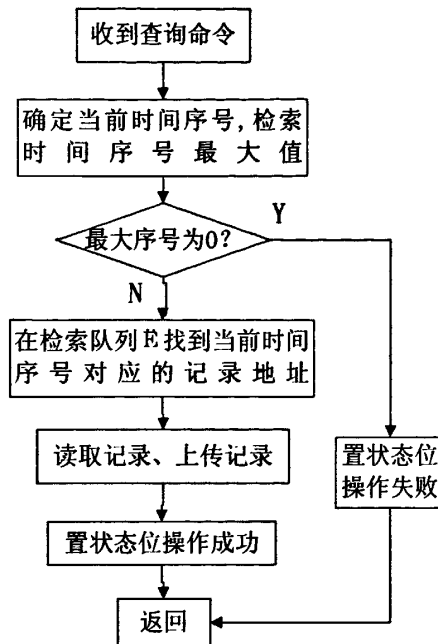 收到查询命令
确定当前时间序号,检索
时间序号最大值
最大序号为0?
Y
N
在检索队列E找到当前时间
序号对应的记录地址
读取记录、上传记录
置状态位
操作失败
置状态位操作成功
返回